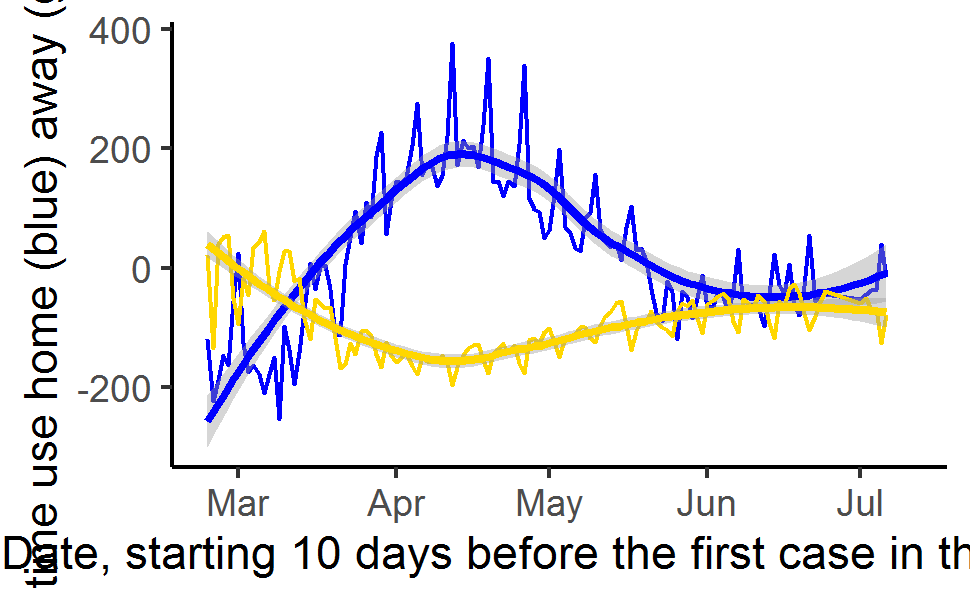 400
200
0
-200
time use home (blue) away (
Mar Apr May Jun Jul
Date, starting 10 days before the first case in th